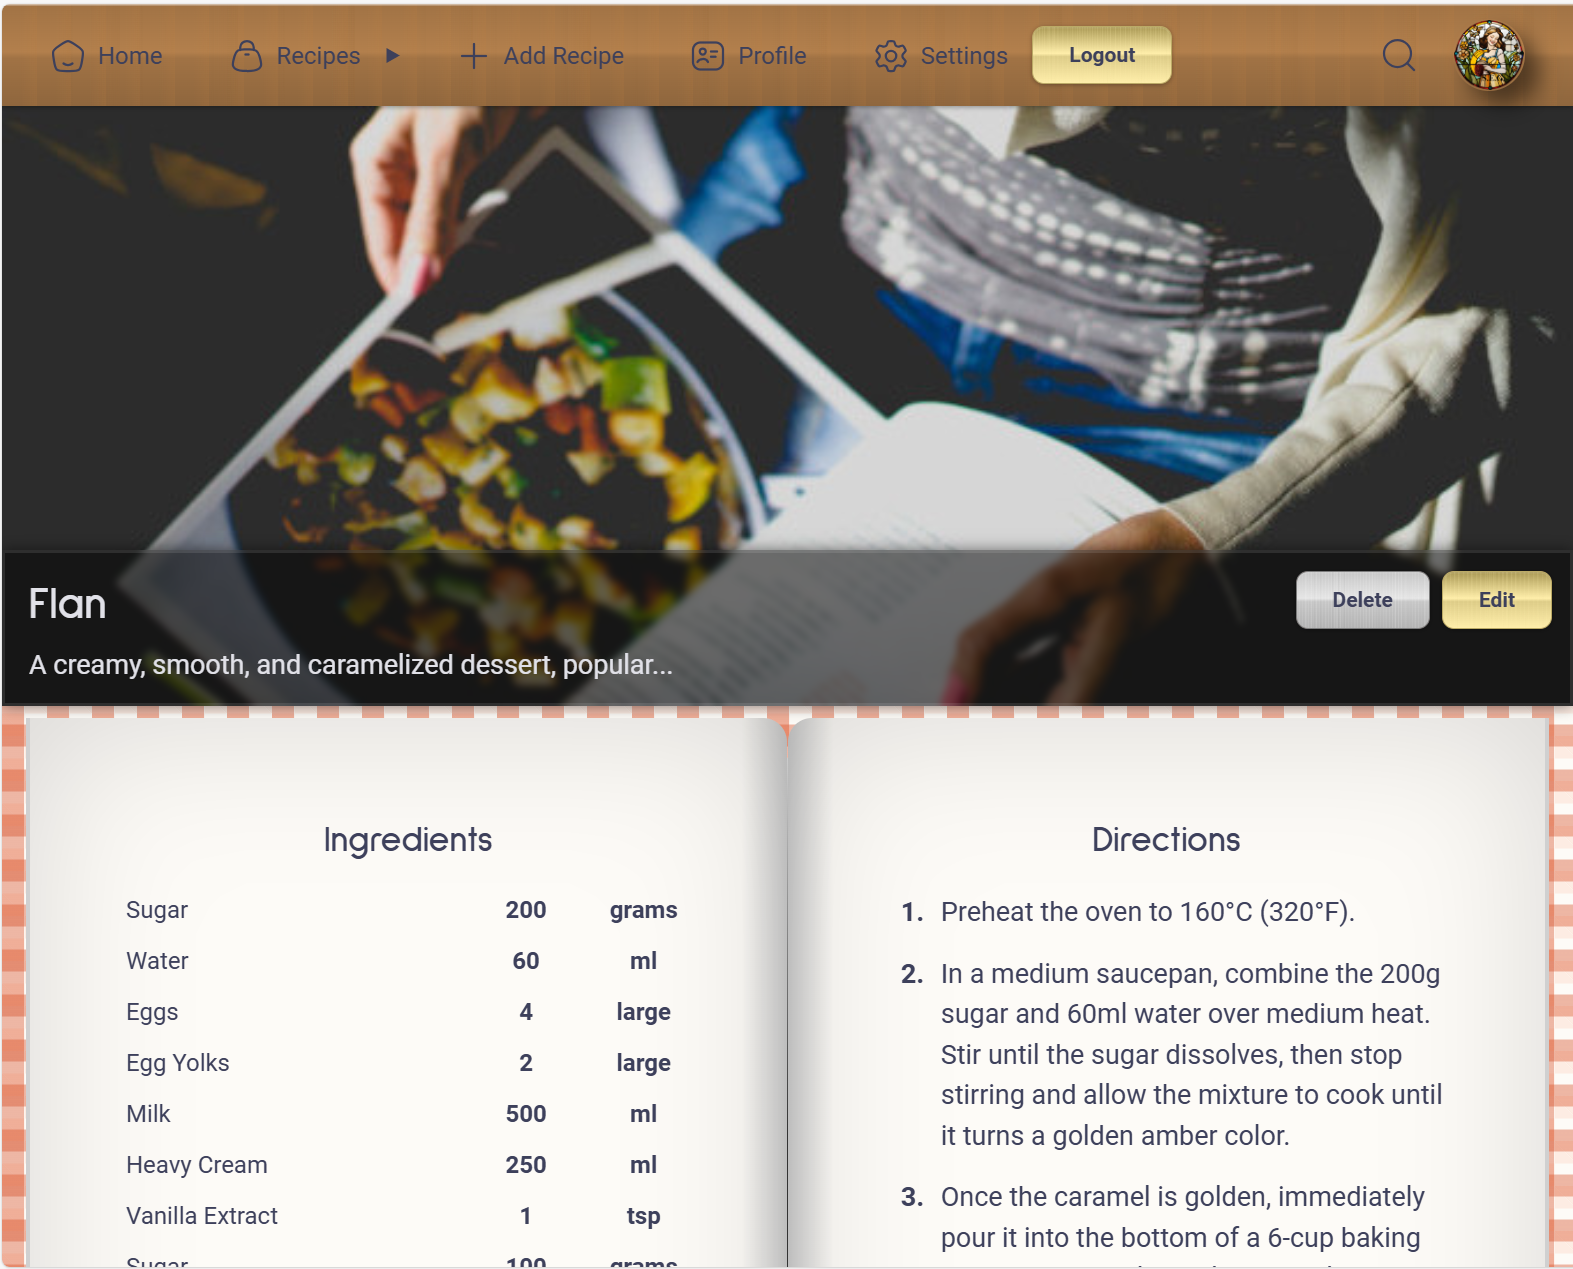 Home
Recipes
Add Recipe
Profile
Settings
Logout
Flan
Delete
Edit
A creamy, smooth, and caramelized dessert, popular...
Ingredients
Sugar 200 grams
Water 60 ml
Eggs 4 large
Egg Yolks 2 large
Milk 500 ml
Heavy Cream 250 ml
Vanilla Extract 1 tsp
Sugar 100 grams
Directions
1. Preheat the oven to 160°C (320°F).
2. In a medium saucepan, combine the 200g
sugar and 60ml water over medium heat.
Stir until the sugar dissolves, then stop
stirring and allow the mixture to cook until
it turns a golden amber color.
3. Once the caramel is golden, immediately
pour it into the bottom of a 6-cup baking